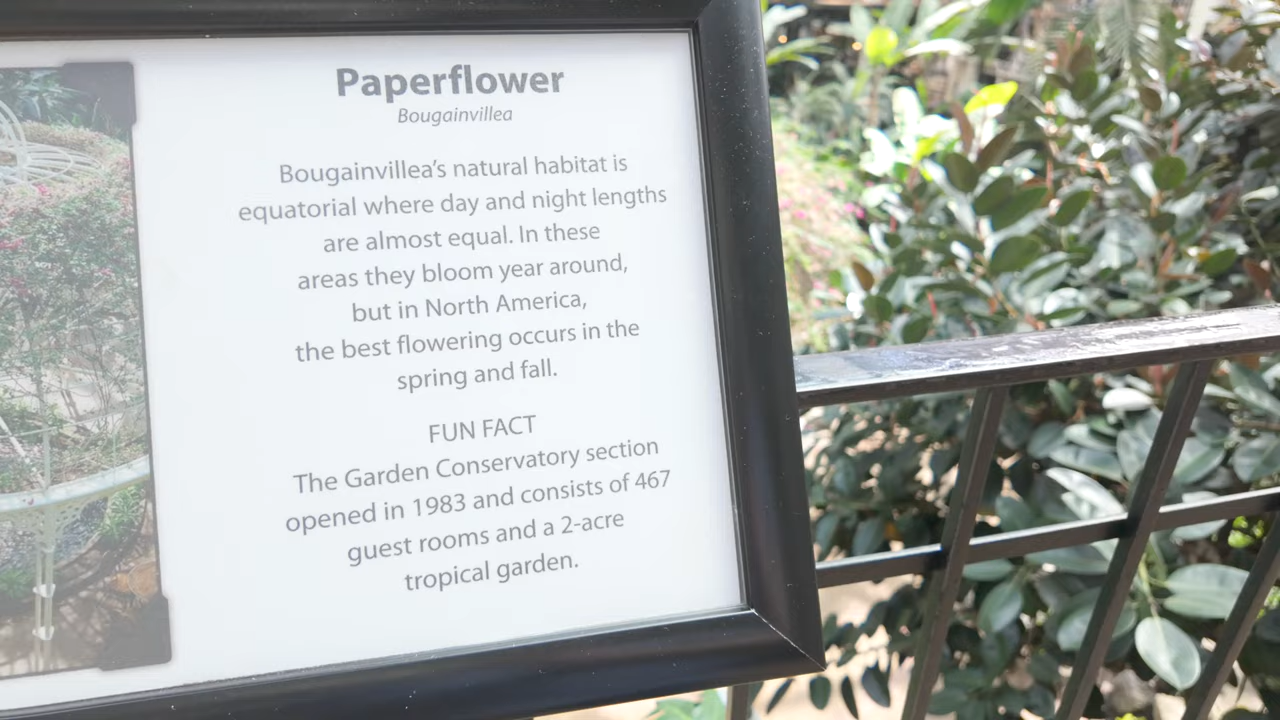 Paperflower
Bougainvillea
Bougainvillea's natural habitat is
equatorial where day and night lengths
are almost equal. In these
areas they bloom year around,
but in North America,
the best flowering occurs in the
spring and fall.
FUN FACT
The Garden Conservatory section
opened in 1983 and consists of 467
guest rooms and a 2-acre
tropical garden.